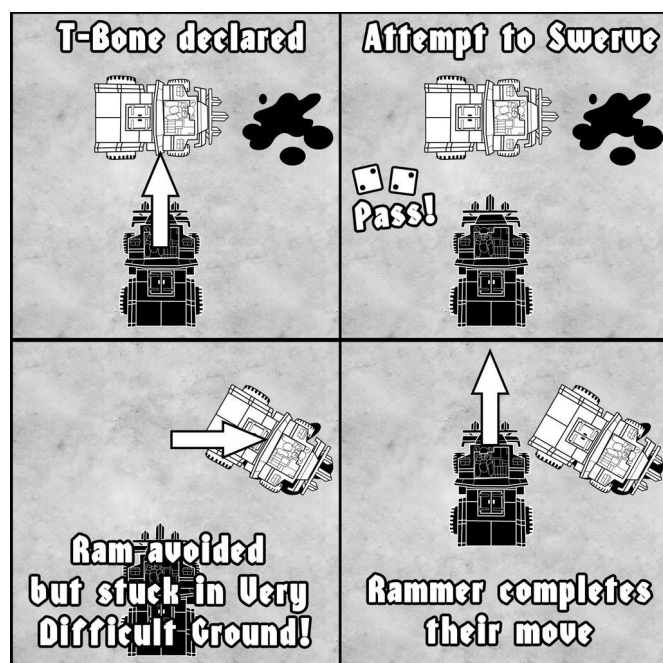 T-Bone declared
Attempt to Swerve
Pass!
Ram avoided
but stuck in Very
Difficult Ground!
Rammer completes
their move